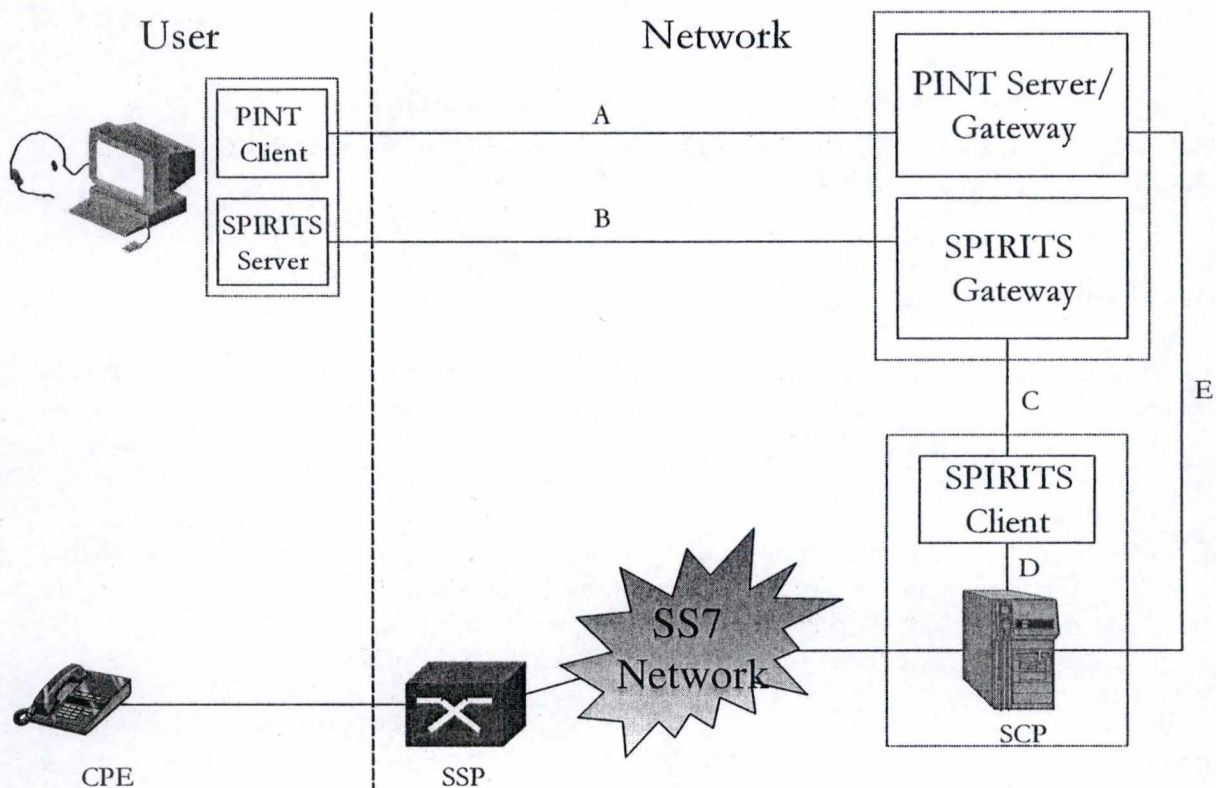 User
Network
PINT
Client
A
PINT Server/
Gateway
SPIRITS
Server
B
SPIRITS
Gateway
C
E
SPIRITS
Client
D
SS7
Network
SCP
CPE
SSP